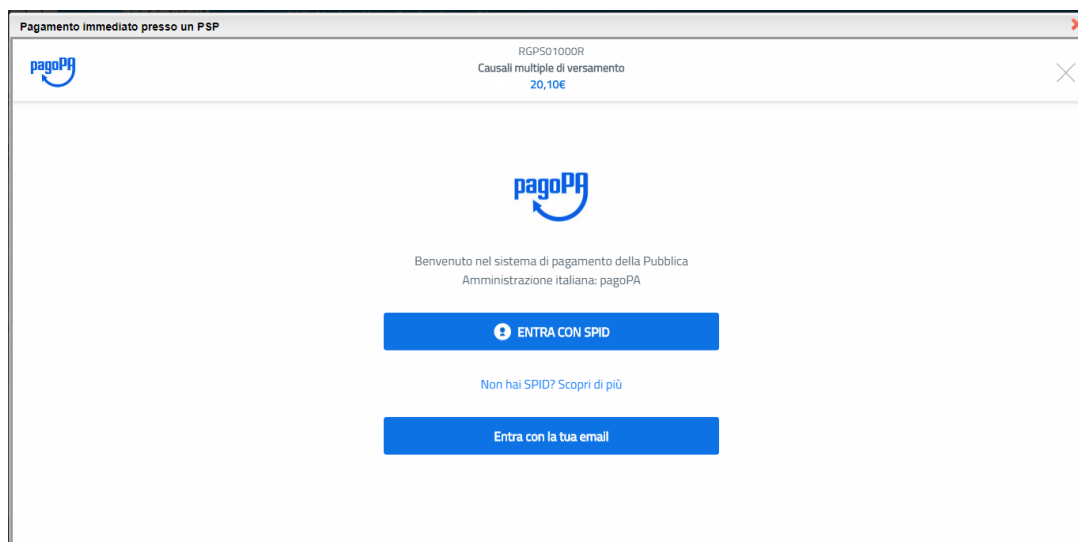 Pagamento immediato presso un PSP
RGPS01000R
pagoPA
Causali multiple di versamento
20,10€
pagoPA
Benvenuto nel sistema di pagamento della Pubblica
Amministrazione italiana: pagoPA
ENTRA CON SPID
Non hai SPID? Scopri di più
Entra con la tua email